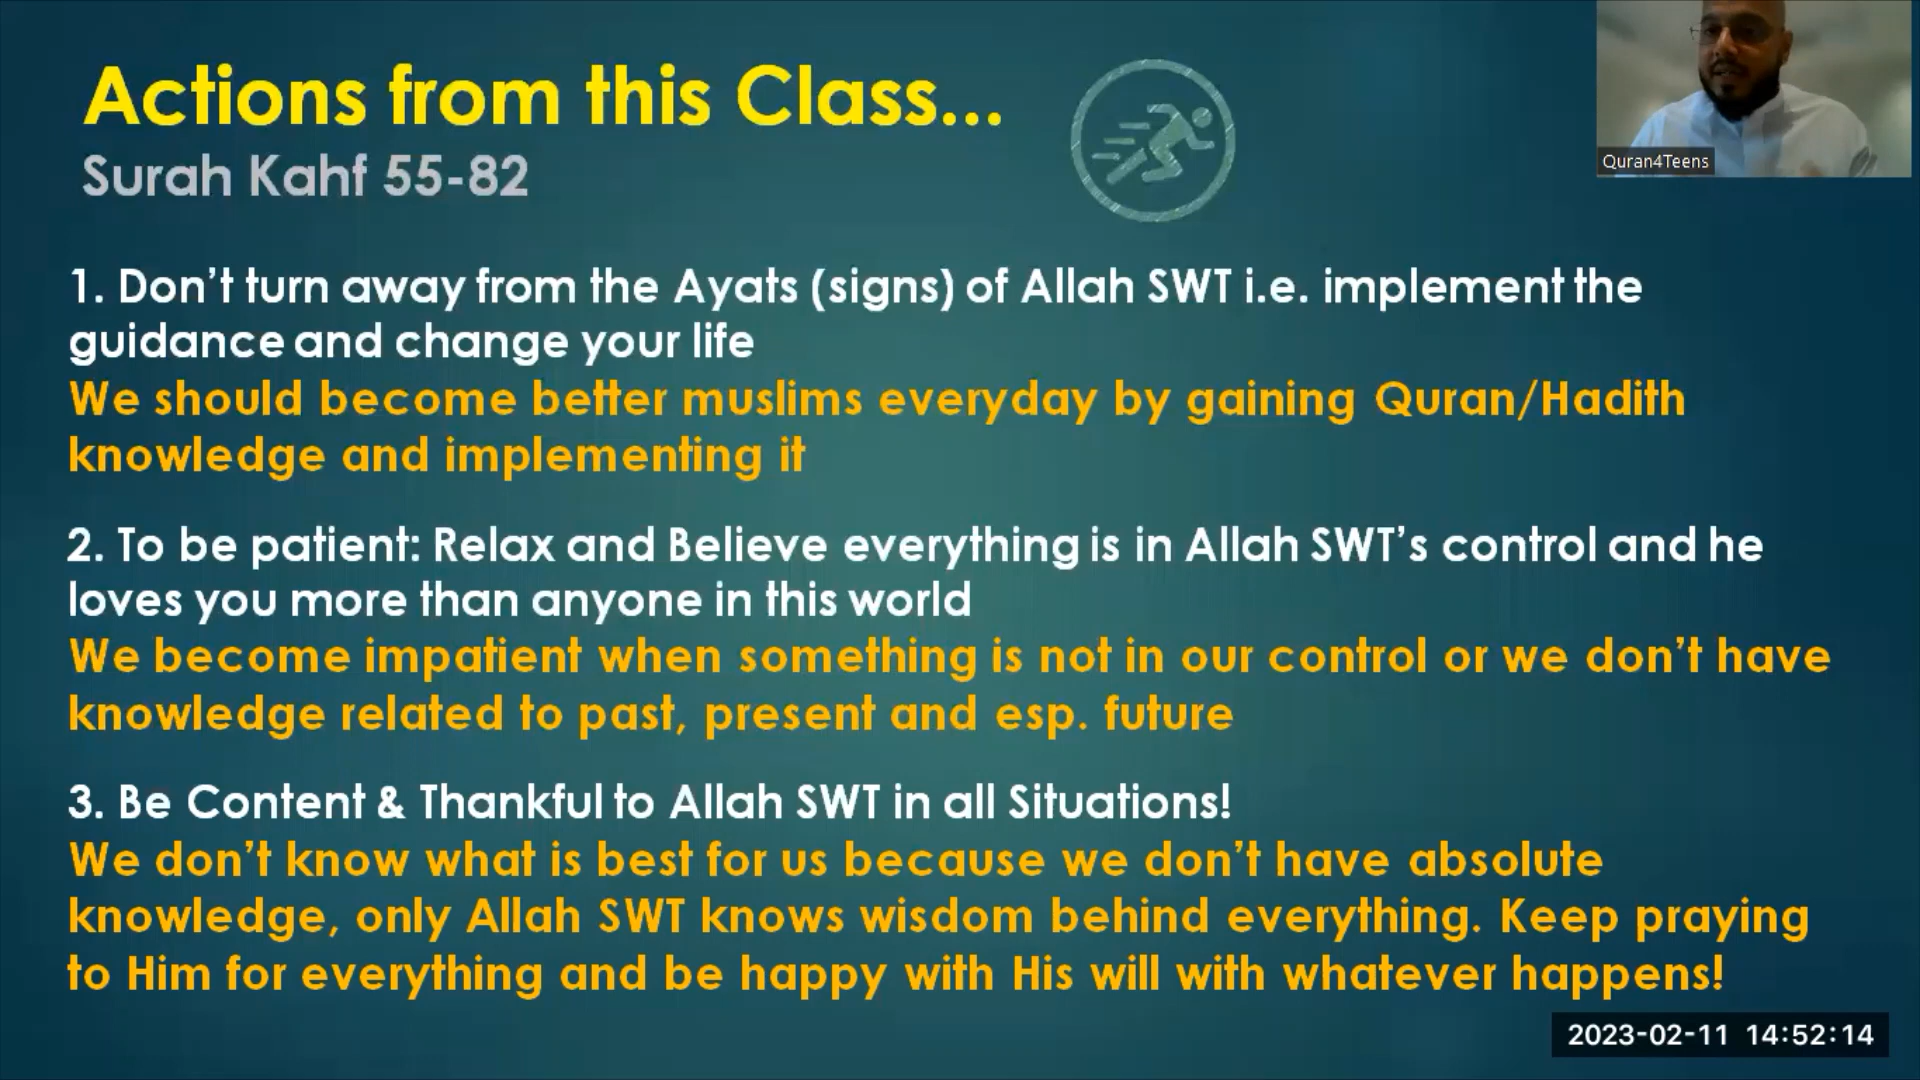 Actions from this Class...
Surah Kahf 55-82
Quran4Teens
1. Don't turn away from the Ayats (signs) of Allah SWT i.e. implement the
guidance and change your life
We should become better muslims everyday by gaining Quran/Hadith
knowledge and implementing it
2. To be patient: Relax and Believe everything is in Allah SWT's control and he
loves you more than anyone in this world
We become impatient when something is not in our control or we don't have
knowledge related to past, present and esp. future
3. Be Content & Thankful to Allah SWT in all Situations!
We don't know what is best for us because we don't have absolute
knowledge, only Allah SWT knows wisdom behind everything. Keep praying
to Him for everything and be happy with His will with whatever happens!
2023-02-11 14:52:14